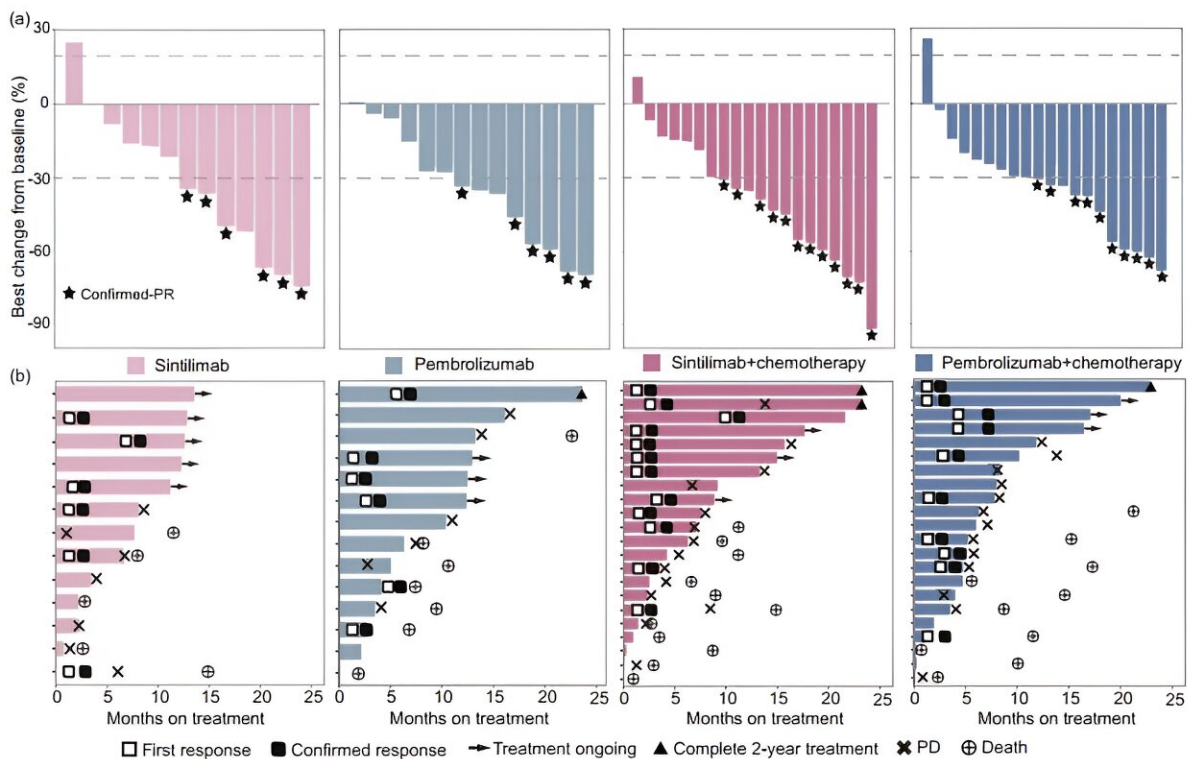 (a)
30
0
-30
-60
-90
Best change from baseline (%)
★ Confirmed-PR
Sintilimab
Pembrolizumab
Sintilimab+chemotherapy
Pembrolizumab+chemotherapy
(b)
0 5 10 15 20 25
0 5 10 15 20 25
0 5 10 15 20 25
0 5 10 15 20 25
Months on treatment
Months on treatment
Months on treatment
Months on treatment
First response
Confirmed response
Treatment ongoing
Complete 2-year treatment
PD
Death